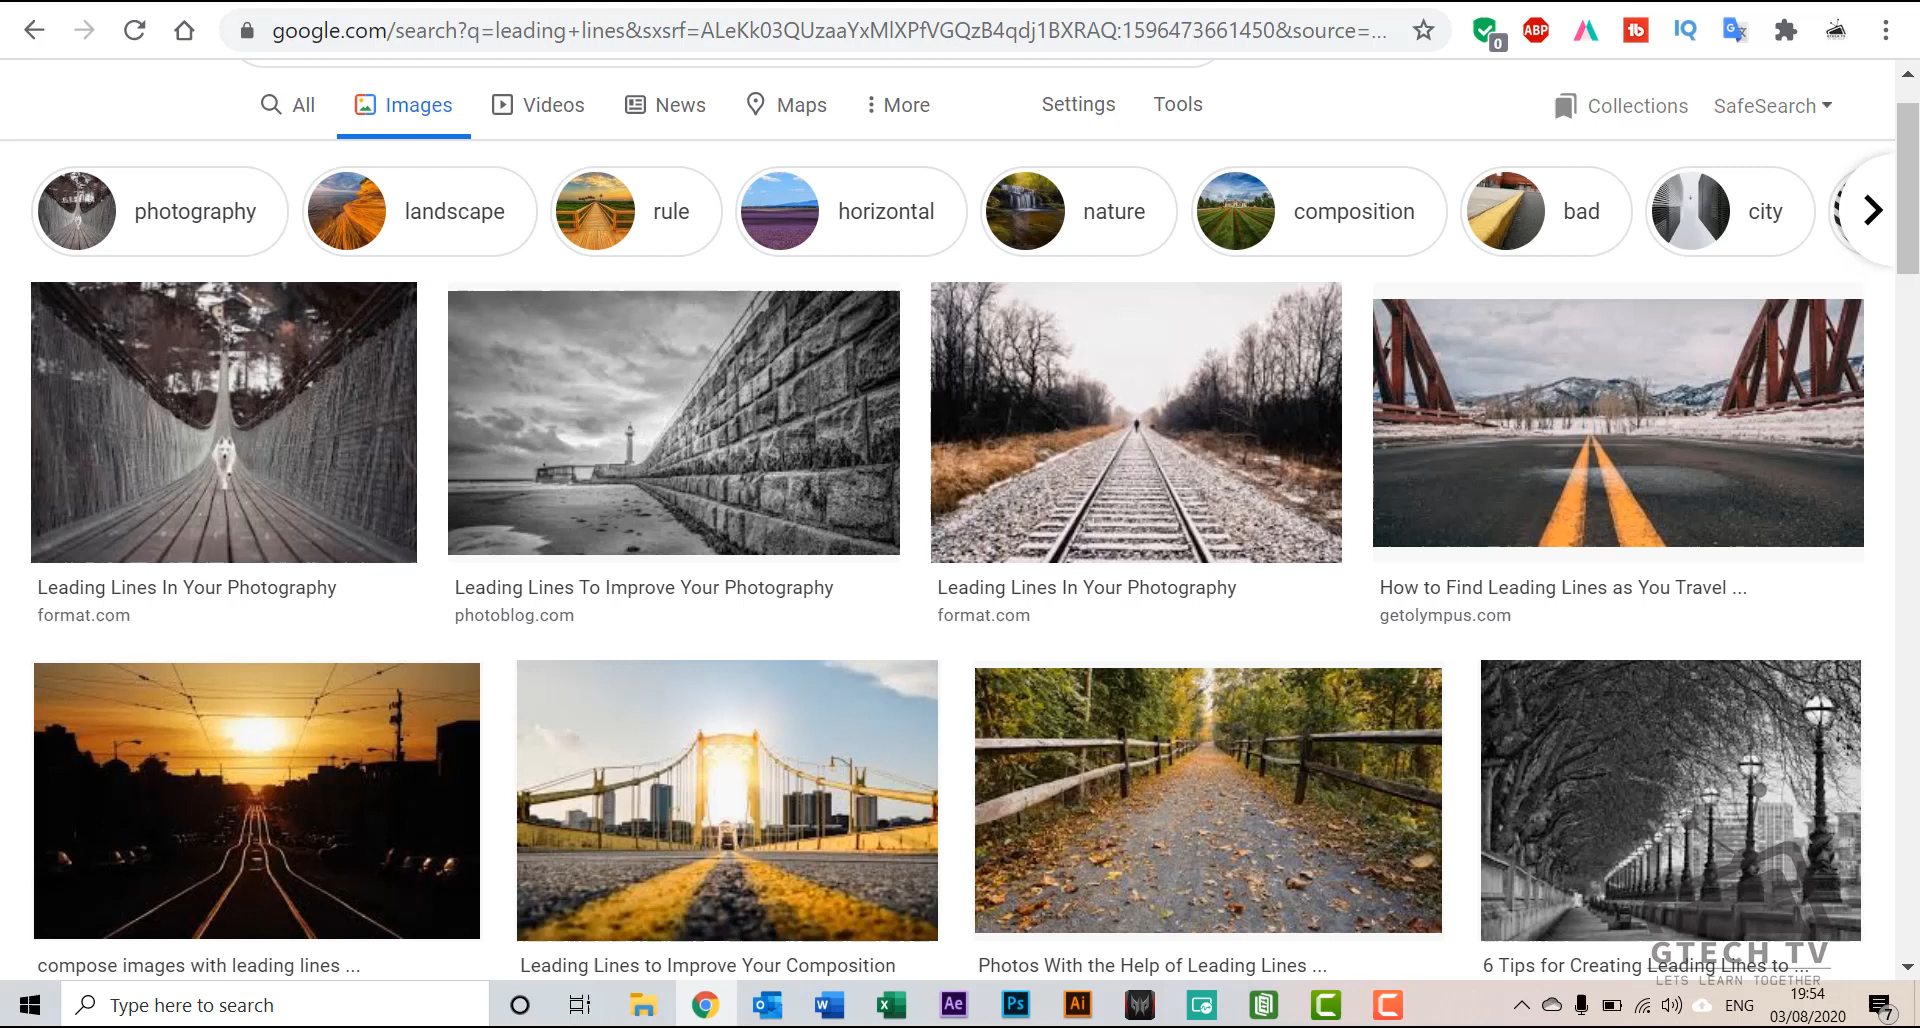 google.com/search?q=leading+lines&sxsrf=ALeKk03QUzaaYxMlXPfVGQzB4qdj1BXRAQ:1596473661450&source=...
0
ABP
IQ
All
Images
Videos
News
Maps
More
Settings
Tools
Collections
SafeSearch
photography
landscape
rule
horizontal
nature
composition
bad
city
Leading Lines In Your Photography
format.com
Leading Lines To Improve Your Photography
photoblog.com
Leading Lines In Your Photography
format.com
How to Find Leading Lines as You Travel ...
getolympus.com
compose images with leading lines ...
Leading Lines to Improve Your Composition
Photos With the Help of Leading Lines ...
6 Tips for Creating Leading Lines to ...
GTECH TV
LETS LEARN TOGETHER
Type here to search
Ae
Ps
Ai
ENG
19:54
03/08/2020
7